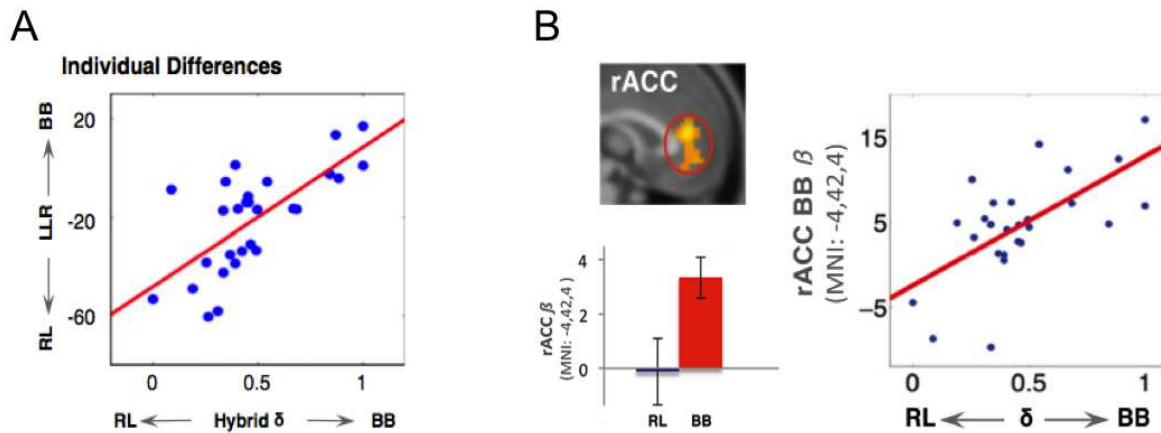 A
Individual Differences
20
-20
-60
RL ← LLR → BB
0 0.5 1
RL ← Hybrid δ → BB
B
rACC
4
2
0
rACC β
(MNI: -4,42,4)
RL BB
15
5
−5
rACC BB β
(MNI: -4,42,4)
0 0.5 1
RL ← δ → BB